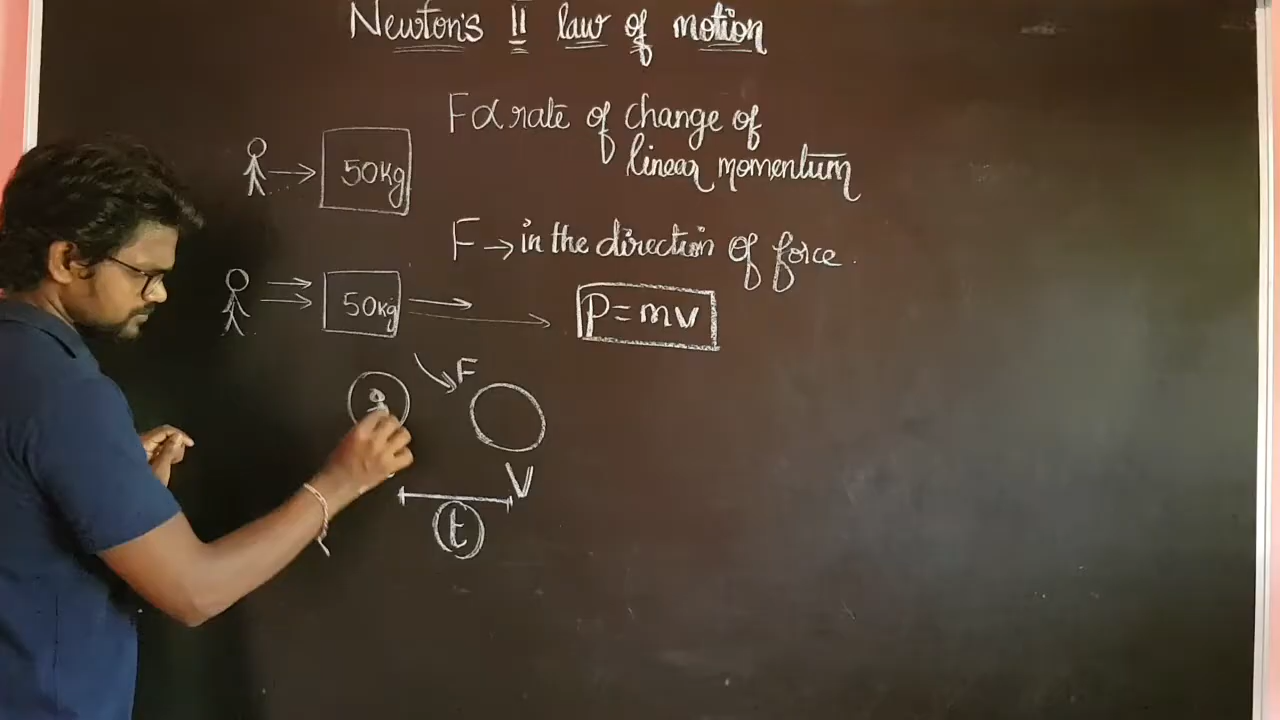 Newton's II law of motion
F α rate of change of
linear momentum
50kg
F → in the direction of force.
50kg
P = mv
F
V
t